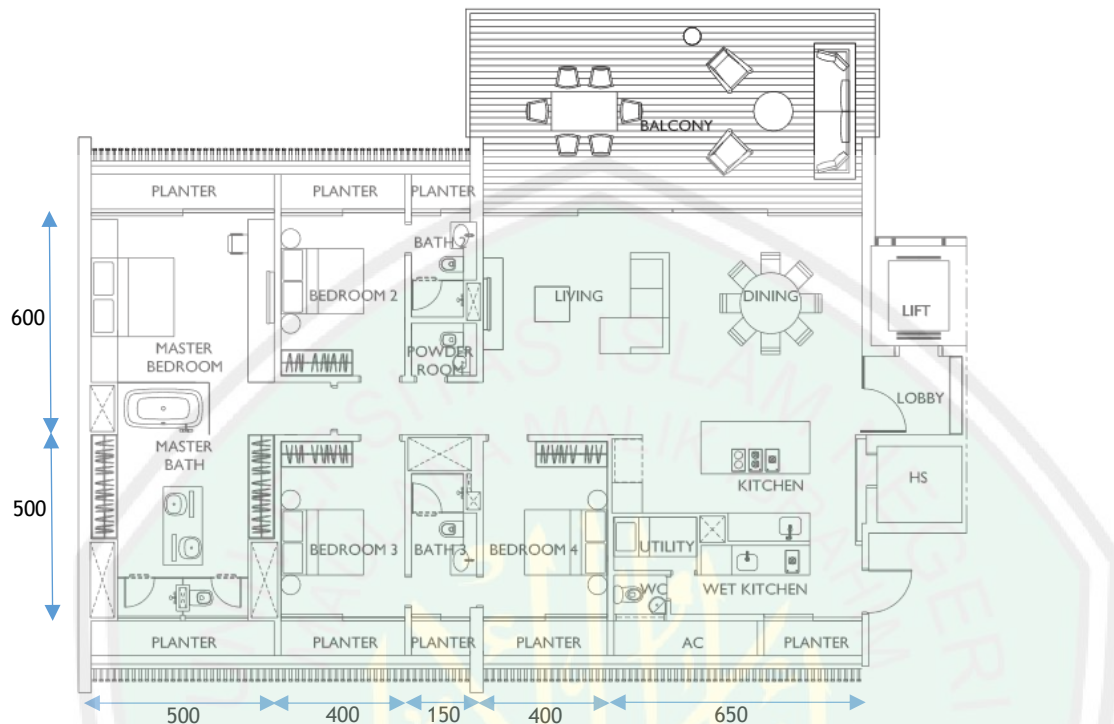 BALCONY
PLANTER
PLANTER
PLANTER
BATH 2
BEDROOM 2
LIVING
DINING
LIFT
600
MASTER
BEDROOM
POWDER
ROOM
LOBBY
MASTER
BATH
KITCHEN
HS
500
BEDROOM 3
BATH 3
BEDROOM 4
UTILITY
WC
WET KITCHEN
PLANTER
PLANTER
PLANTER
PLANTER
AC
PLANTER
500
400
150
400
650